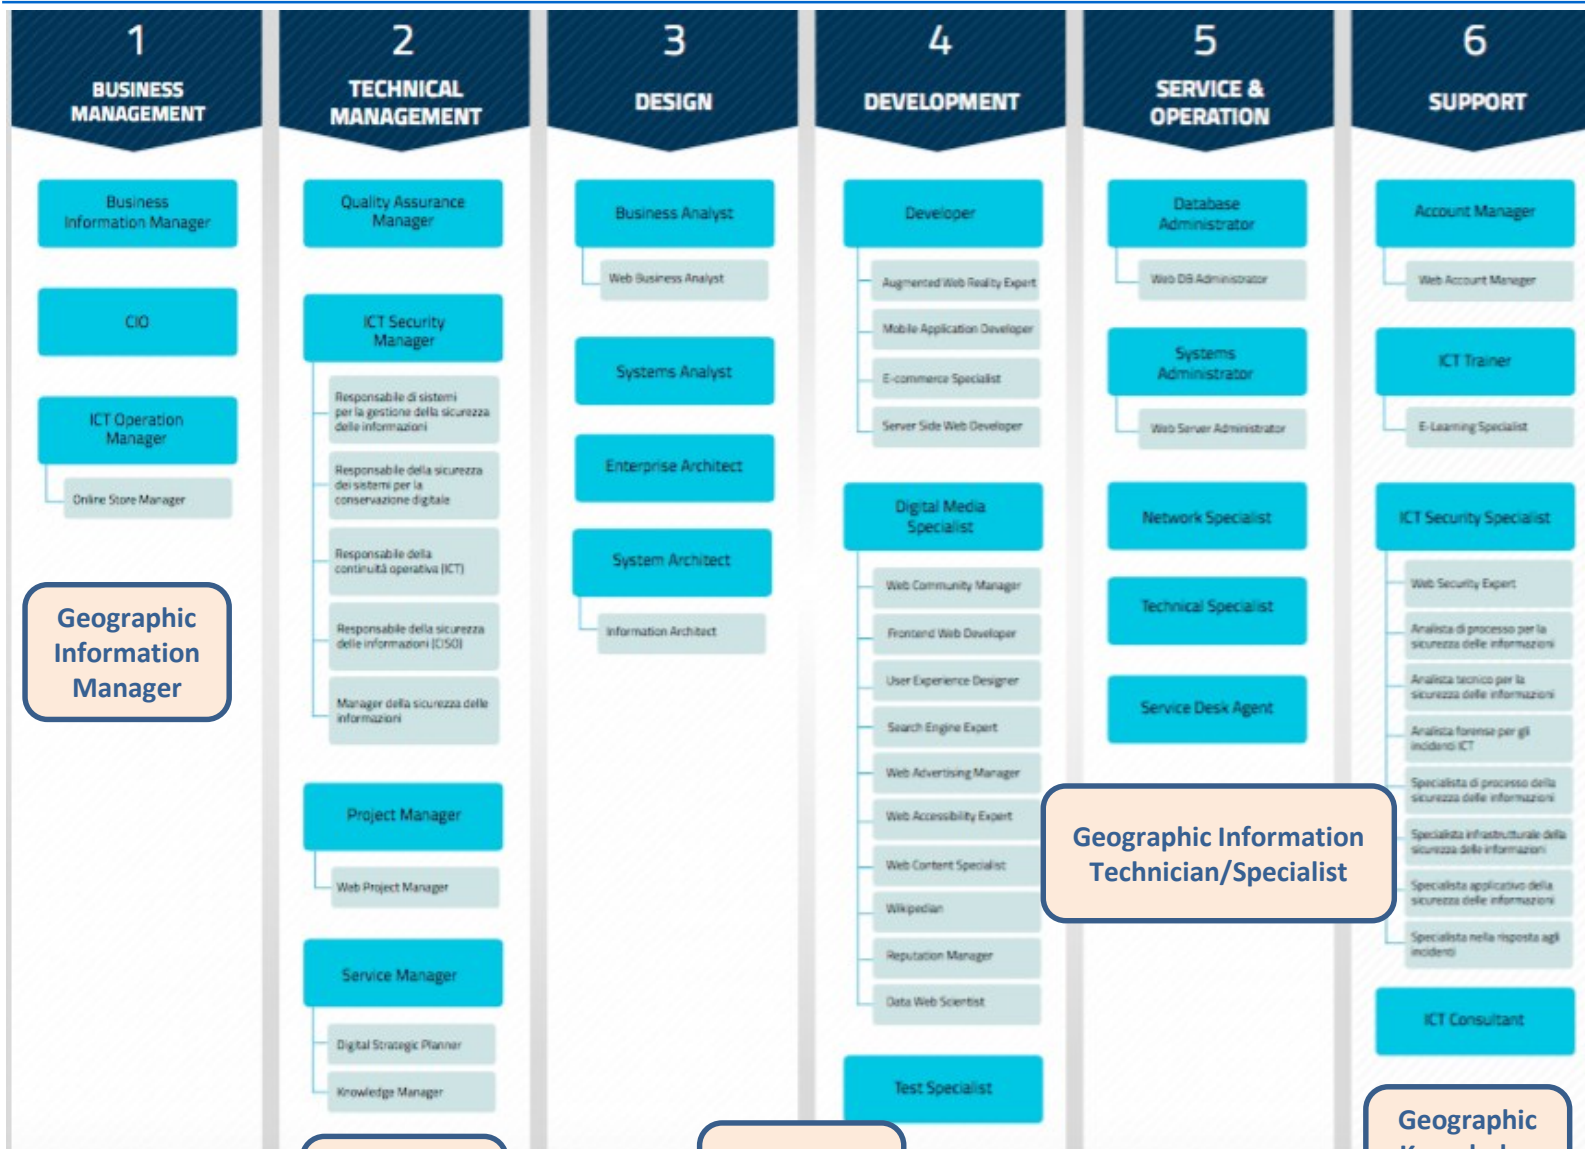 1
BUSINESS
MANAGEMENT
Business
Information Manager
CIO
ICT Operation
Manager
Online Store Manager
Geographic
Information
Manager
2
TECHNICAL
MANAGEMENT
Quality Assurance
Manager
ICT Security
Manager
Responsabile di sistemi
per la gestione della sicurezza
delle informazioni
Responsabile della sicurezza
dei sistemi per la
conservazione digitale
Responsabile della
continuità operativa (ICT)
Responsabile della sicurezza
delle informazioni (CISO)
Manager della sicurezza delle
informazioni
Project Manager
Web Project Manager
Service Manager
Digital Strategic Planner
Knowledge Manager
3
DESIGN
Business Analyst
Web Business Analyst
Systems Analyst
Enterprise Architect
System Architect
Information Architect
4
DEVELOPMENT
Developer
Augmented Web Reality Expert
Mobile Application Developer
E-commerce Specialist
Server Side Web Developer
Digital Media
Specialist
Web Community Manager
Frontend Web Developer
User Experience Designer
Search Engine Expert
Web Advertising Manager
Web Accessibility Expert
Web Content Specialist
Wikipedian
Reputation Manager
Data Web Scientist
Test Specialist
5
SERVICE &
OPERATION
Database
Administrator
Web DB Administrator
Systems
Administrator
Web Server Administrator
Network Specialist
Technical Specialist
Service Desk Agent
Geographic Information
Technician/Specialist
6
SUPPORT
Account Manager
Web Account Manager
ICT Trainer
E-Learning Specialist
ICT Security Specialist
Web Security Expert
Analista di processo per la
sicurezza delle informazioni
Analista tecnico per la
sicurezza delle informazioni
Analista forense per gli
incidenti ICT
Specialista di processo della
sicurezza delle informazioni
Specialista infrastrutturale della
sicurezza delle informazioni
Specialista applicativo della
sicurezza delle informazioni
Specialista nella risposta agli
incidenti
ICT Consultant
Geographic